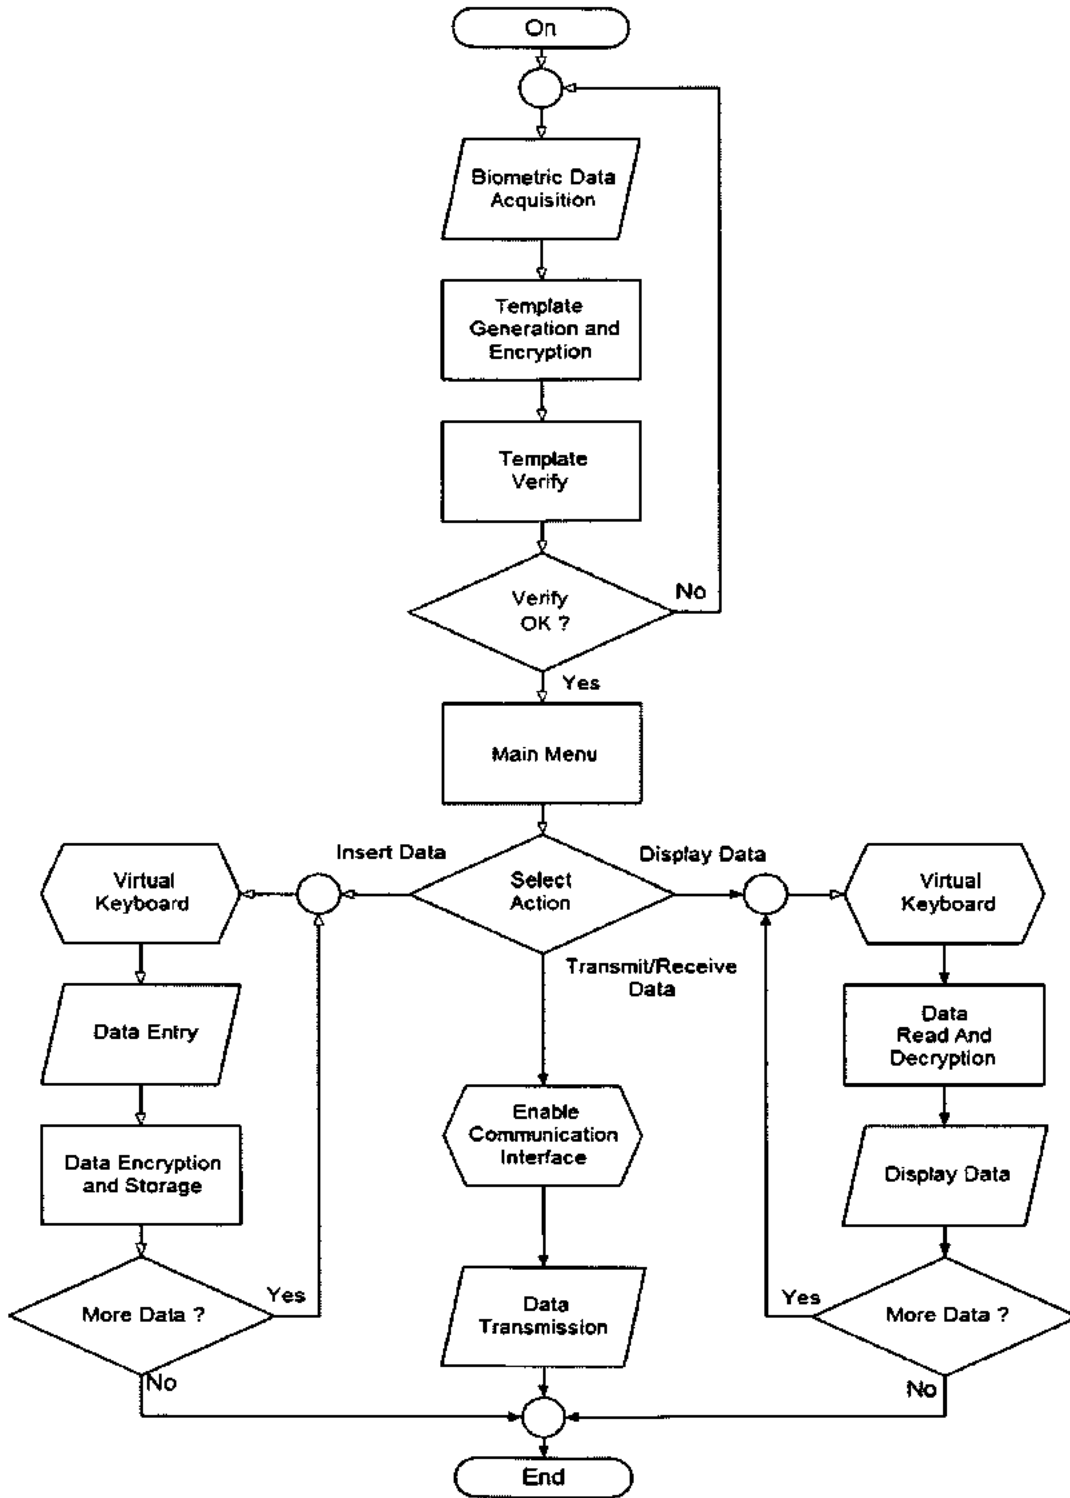 On
Biometric Data
Acquisition
Template
Generation and
Encryption
Template
Verify
Verify
OK ?
No
Yes
Main Menu
Insert Data
Display Data
Virtual
Keyboard
Select
Action
Virtual
Keyboard
Transmit/Receive
Data
Data Entry
Data
Read And
Decryption
Enable
Communication
Interface
Data Encryption
and Storage
Display Data
More Data ?
Yes
Data
Transmission
Yes
More Data ?
No
No
End